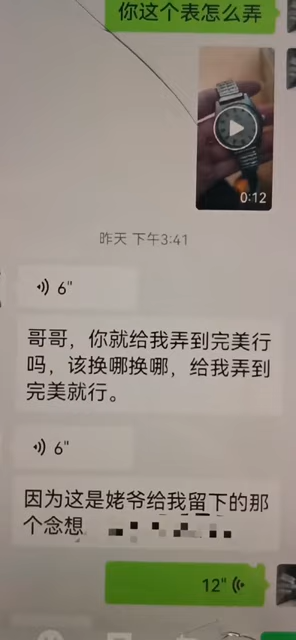 你这个表怎么弄
0:12
昨天 下午3:41
6"
哥哥，你就给我弄到完美行
吗，该换哪换哪，给我弄到
完美就行。
6"
因为这是姥爷给我留下的那
个念想
12"